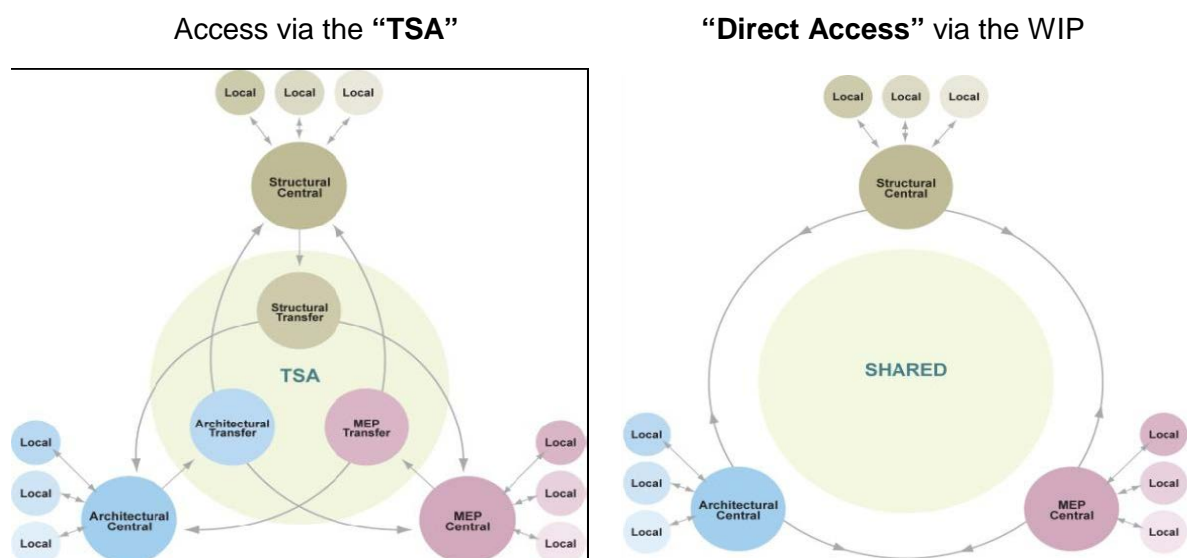 Access via the “TSA”
“Direct Access” via the WIP
Local
Local
Local
Structural
Central
Structural
Transfer
TSA
Architectural
Transfer
MEP
Transfer
Local
Local
Local
Architectural
Central
MEP
Central
Local
Local
Local
Local
Local
Local
Structural
Central
SHARED
Local
Local
Local
Architectural
Central
MEP
Central
Local
Local
Local